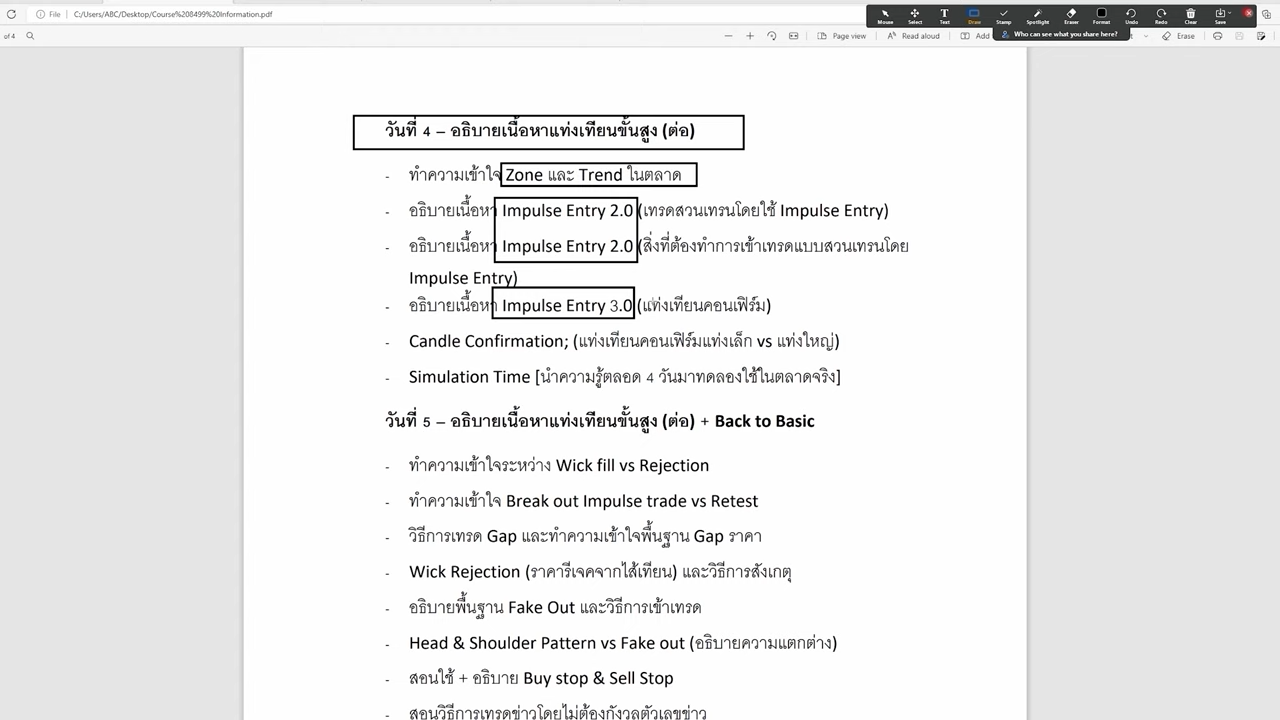 File
C:/Users/ABC/Desktop/Course%208499%20Information.pdf
Mouse Select Text Draw Stamp Spotlight Eraser Format Undo Redo Clear Save
Who can see what you share here?
of 4
Page view
Read aloud
Add
Erase
วันที่ 4 – อธิบายเนื้อหาแท่งเทียนขั้นสูง (ต่อ)
- ทำความเข้าใจ Zone และ Trend ในตลาด
- อธิบายเนื้อหา Impulse Entry 2.0 (เทรดสวนเทรนโดยใช้ Impulse Entry)
- อธิบายเนื้อหา Impulse Entry 2.0 (สิ่งที่ต้องทำการเข้าเทรดแบบสวนเทรนโดย
Impulse Entry)
- อธิบายเนื้อหา Impulse Entry 3.0 (แท่งเทียนคอนเฟิร์ม)
- Candle Confirmation; (แท่งเทียนคอนเฟิร์มแท่งเล็ก vs แท่งใหญ่)
- Simulation Time [นำความรู้ตลอด 4 วันมาทดลองใช้ในตลาดจริง]
วันที่ 5 – อธิบายเนื้อหาแท่งเทียนขั้นสูง (ต่อ) + Back to Basic
- ทำความเข้าใจระหว่าง Wick fill vs Rejection
- ทำความเข้าใจ Break out Impulse trade vs Retest
- วิธีการเทรด Gap และทำความเข้าใจพื้นฐาน Gap ราคา
- Wick Rejection (ราคารีเจคจากไส้เทียน) และวิธีการสังเกตุ
- อธิบายพื้นฐาน Fake Out และวิธีการเข้าเทรด
- Head & Shoulder Pattern vs Fake out (อธิบายความแตกต่าง)
- สอนใช้ + อธิบาย Buy stop & Sell Stop
- สอนวิธีการเทรดข่าวโดยไม่ต้องกังวลตัวเลขข่าว